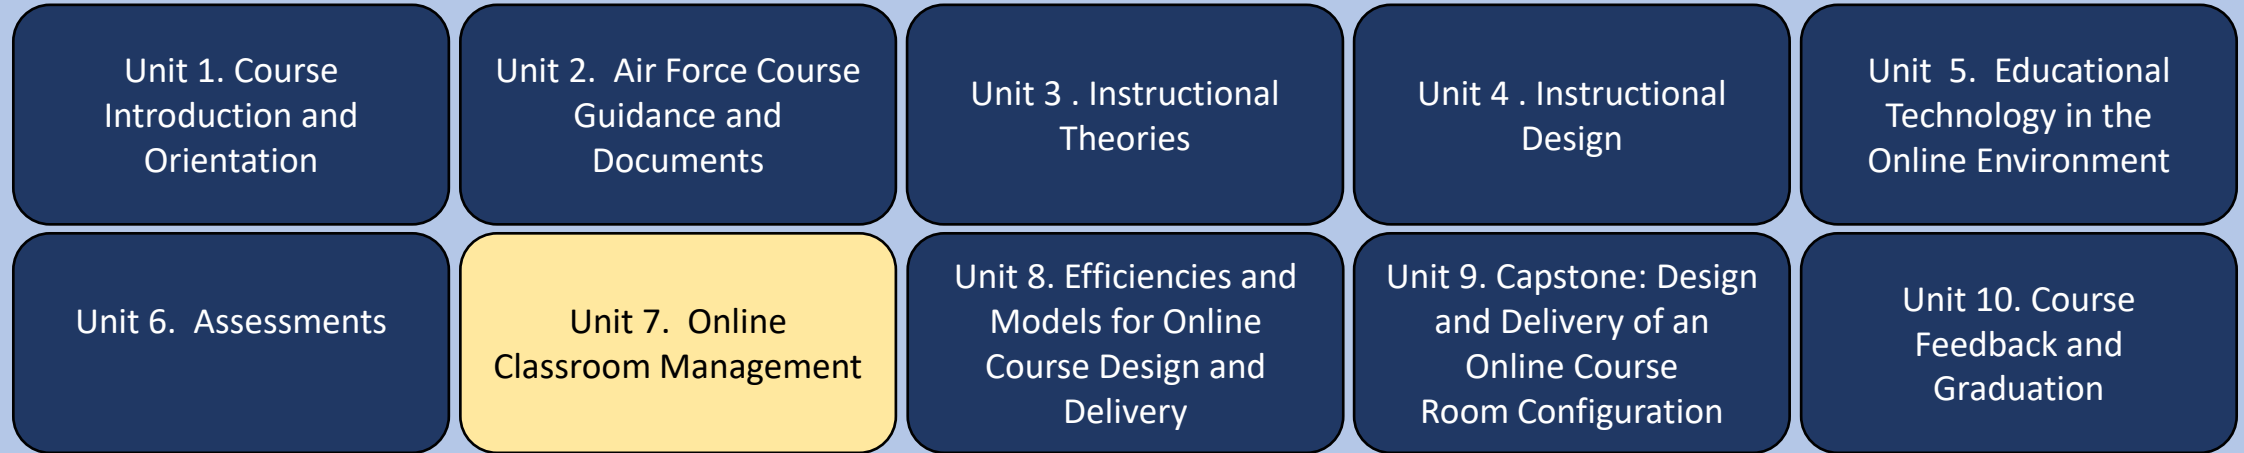 Unit 1. Course
Introduction and
Orientation
Unit 2.  Air Force Course
Guidance and
Documents
Unit 3 . Instructional
Theories
Unit 4 . Instructional
Design
Unit  5.  Educational
Technology in the
Online Environment
Unit 6.  Assessments
Unit 7.  Online
Classroom Management
Unit 8. Efficiencies and
Models for Online
Course Design and
Delivery
Unit 9. Capstone: Design
and Delivery of an
Online Course
Room Configuration
Unit 10. Course
Feedback and
Graduation